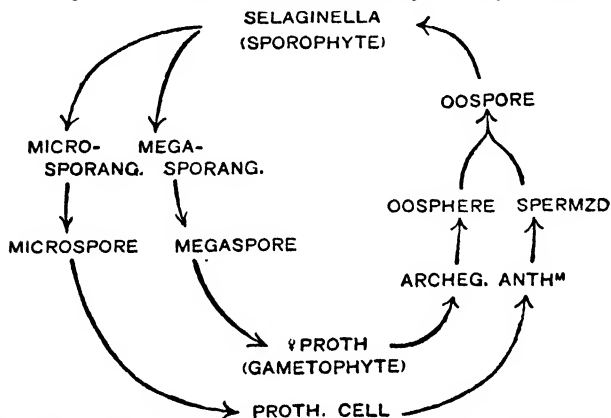 SELAGINELLA
(SPOROPHYTE)
OOSPORE
MICRO- MEGA-
SPORANG. SPORANG.
OOSPHERE SPERMZD
MICROSPORE MEGASPORE
ARCHEG. ANTHᴹ
♀PROTH
(GAMETOPHYTE)
PROTH. CELL